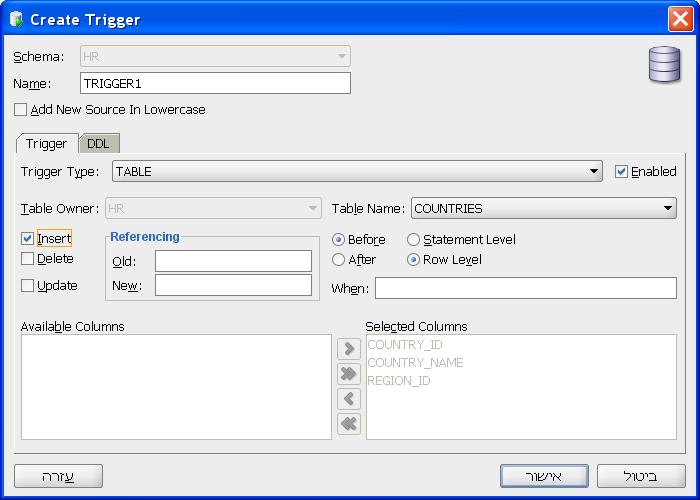 Create Trigger
Schema: HR
Name: TRIGGER1
Add New Source In Lowercase
Trigger DDL
Trigger Type: TABLE Enabled
Table Owner: HR Table Name: COUNTRIES
Insert Referencing Before Statement Level
Delete Old: After Row Level
Update New: When:
Available Columns Selected Columns
COUNTRY_ID
COUNTRY_NAME
REGION_ID
עזרה אישור ביטול